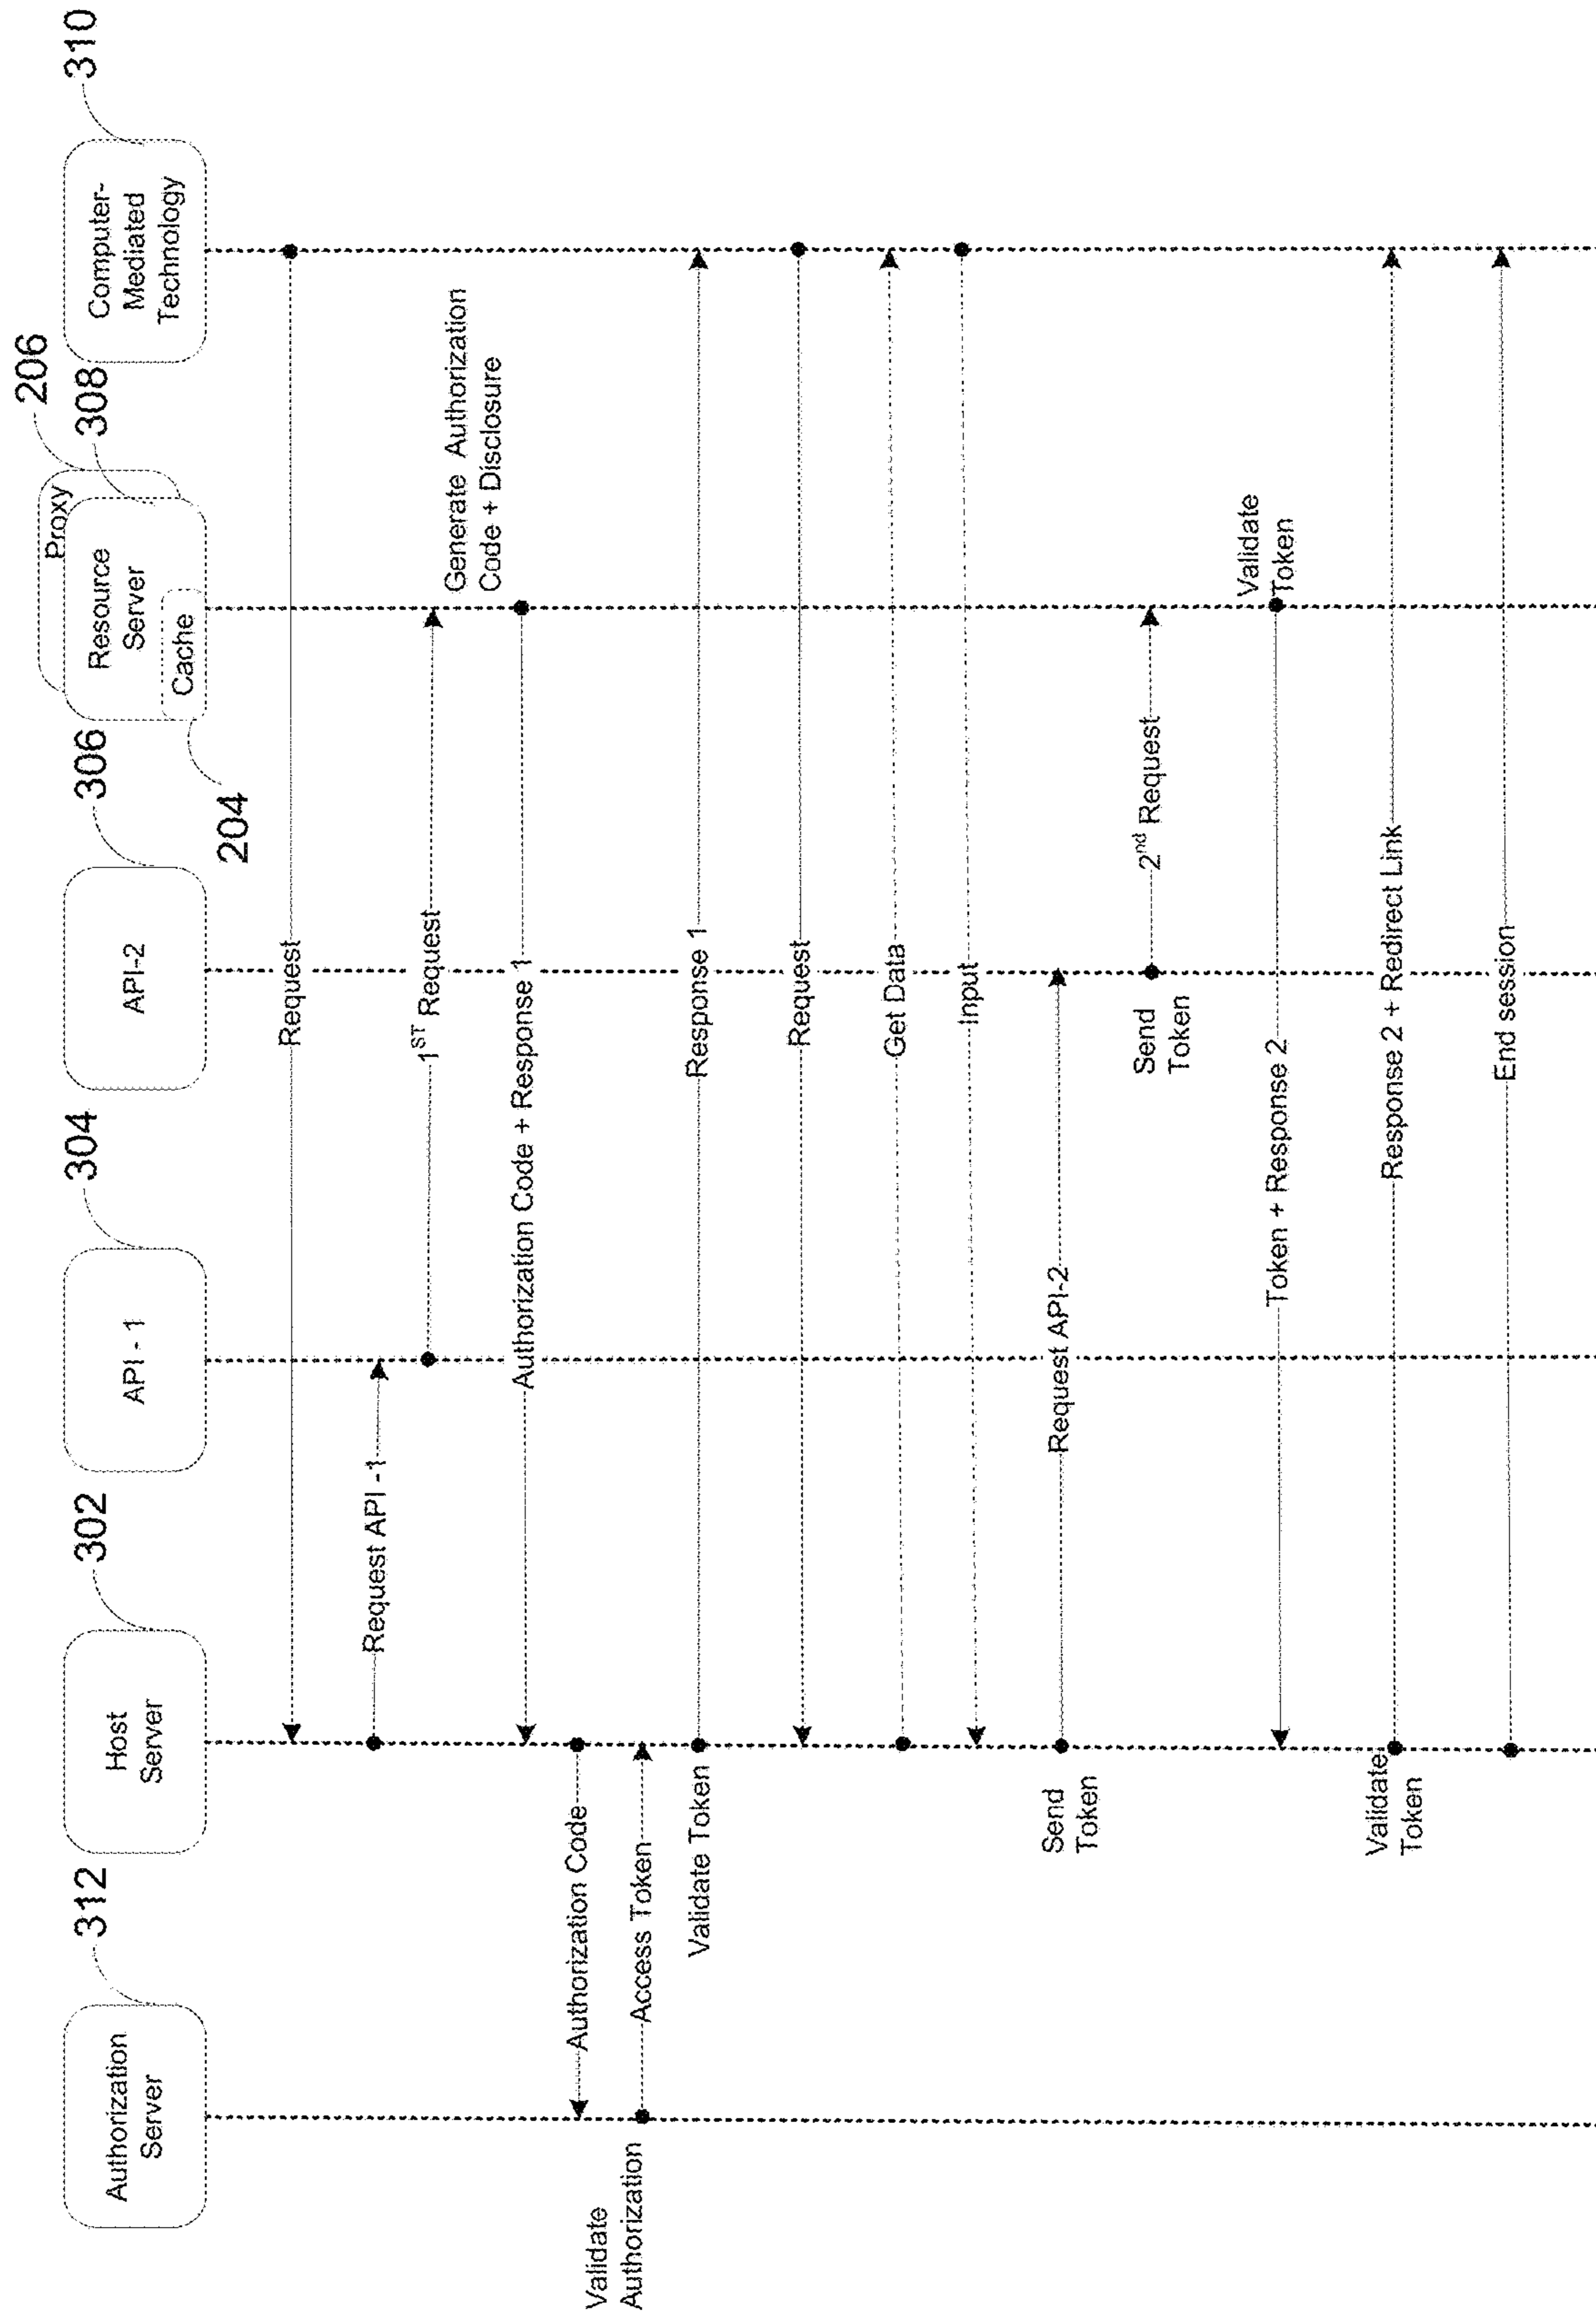 312
302
304
306
206
308
310
Authorization
Server
Host
Server
API - 1
API-2
Proxy
Resource
Server
Cache
204
Computer-
Mediated
Technology
Request
Request API -1
1ST Request
Generate Authorization
Code + Disclosure
Authorization Code + Response 1
Authorization Code
Validate
Authorization
Access Token
Validate Token
Response 1
Request
Get Data
Input
Send
Token
Request API-2
Send
Token
2nd Request
Validate
Token
Token + Response 2
Validate
Token
Response 2 + Redirect Link
End session